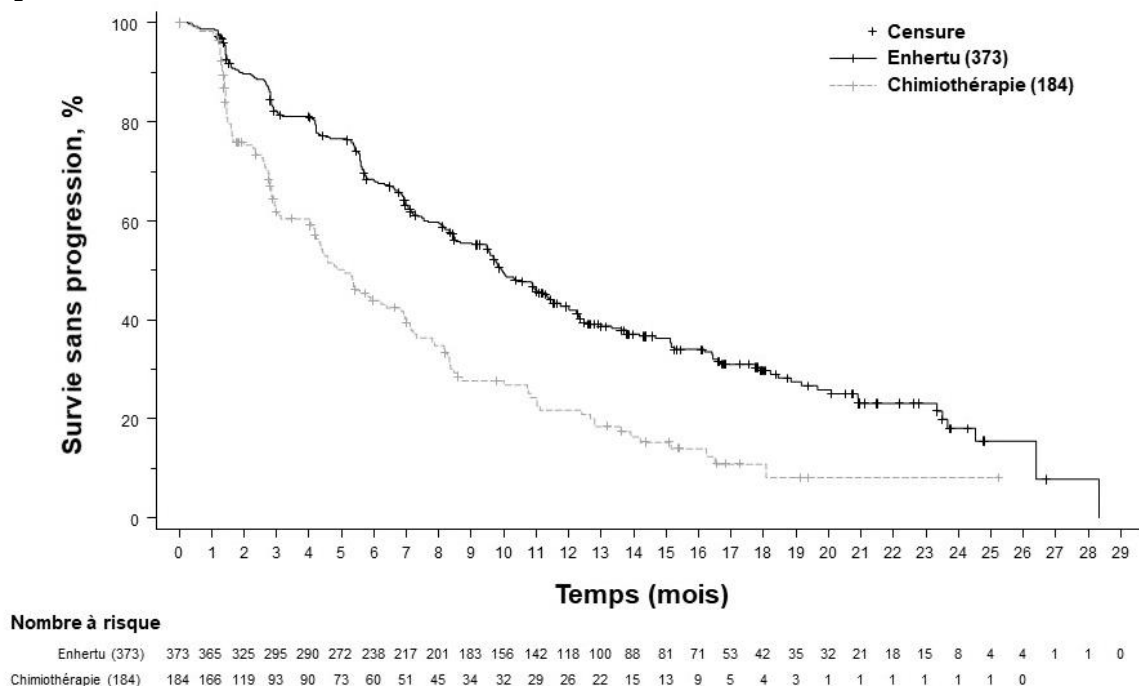 100
80
60
40
20
0
Survie sans progression, %
+ Censure
Enhertu (373)
Chimiothérapie (184)
0 1 2 3 4 5 6 7 8 9 10 11 12 13 14 15 16 17 18 19 20 21 22 23 24 25 26 27 28 29
Temps (mois)
Nombre à risque
Enhertu (373) 373 365 325 295 290 272 238 217 201 183 156 142 118 100 88 81 71 53 42 35 32 21 18 15 8 4 4 1 1 0
Chimiothérapie (184) 184 166 119 93 90 73 60 51 45 34 32 29 26 22 15 13 9 5 4 3 1 1 1 1 1 1 0